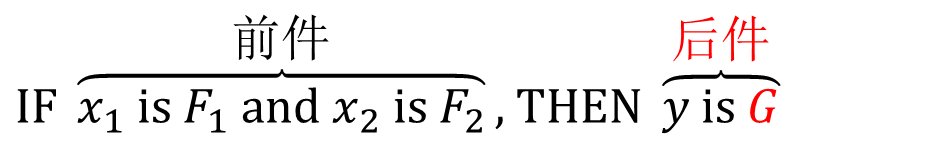 前件 后件
IF x₁ is F₁ and x₂ is F₂, THEN y is G